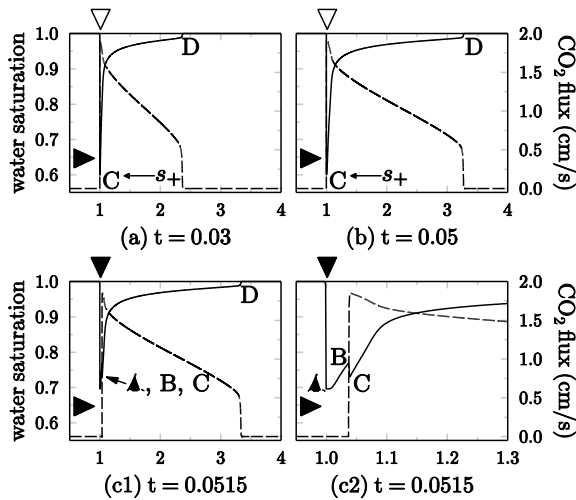 water saturation
1.0
0.9
0.8
0.7
0.6
D
C
s+
1 2 3 4
(a) t = 0.03
D
C
s+
1 2 3 4
(b) t = 0.05
2.0
1.5
1.0
0.5
0.0
CO2 flux (cm/s)
water saturation
1.0
0.9
0.8
0.7
0.6
D
A, B, C
1 2 3 4
(c1) t = 0.0515
B
A
C
1.0 1.1 1.2 1.3
(c2) t = 0.0515
2.0
1.5
1.0
0.5
0.0
CO2 flux (cm/s)